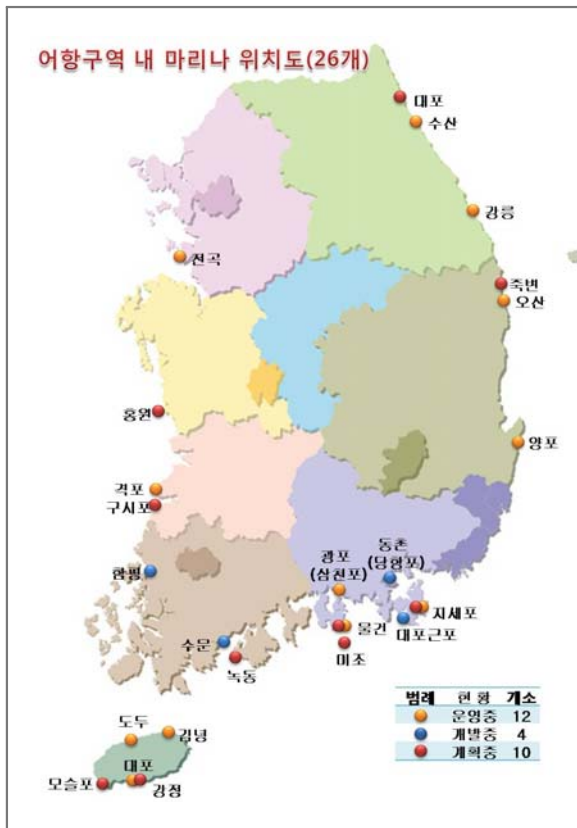 어항구역 내 마리나 위치도(26개)
대포
수산
강릉
전곡
죽변
오산
홍원
양포
격포
구시포
함평
광포
(삼천포)
동촌
(당항포)
지세포
대포근포
물건
미조
수문
녹동
도두
김녕
대포
모슬포
강정
범례 현 황 개소
운영중 12
개발중 4
계획중 10